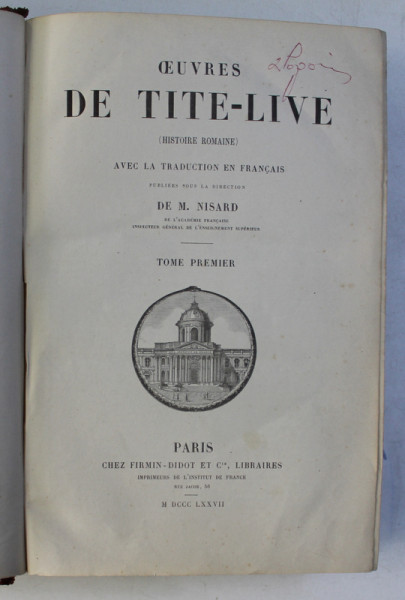 ŒUVRES
DE TITE-LIVE
(HISTOIRE ROMAINE)
AVEC LA TRADUCTION EN FRANÇAIS
PUBLIÉES SOUS LA DIRECTION
DE M. NISARD
DE L'ACADÉMIE FRANÇAISE
INSPECTEUR GÉNÉRAL DE L'ENSEIGNEMENT SUPÉRIEUR
TOME PREMIER
PARIS
CHEZ FIRMIN-DIDOT ET Cie, LIBRAIRES
IMPRIMEURS DE L'INSTITUT DE FRANCE
RUE JACOB, 56
M DCCC LXXVII